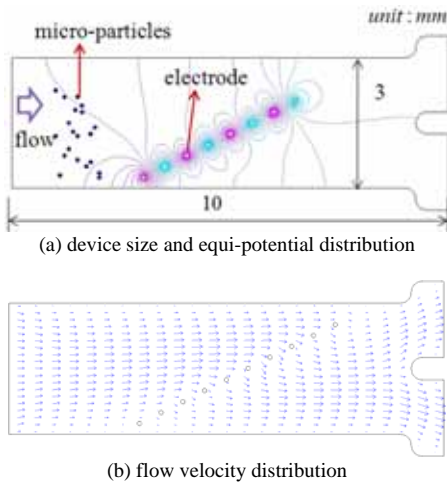 micro-particles
unit : mm
electrode
3
flow
10
(a) device size and equi-potential distribution
(b) flow velocity distribution